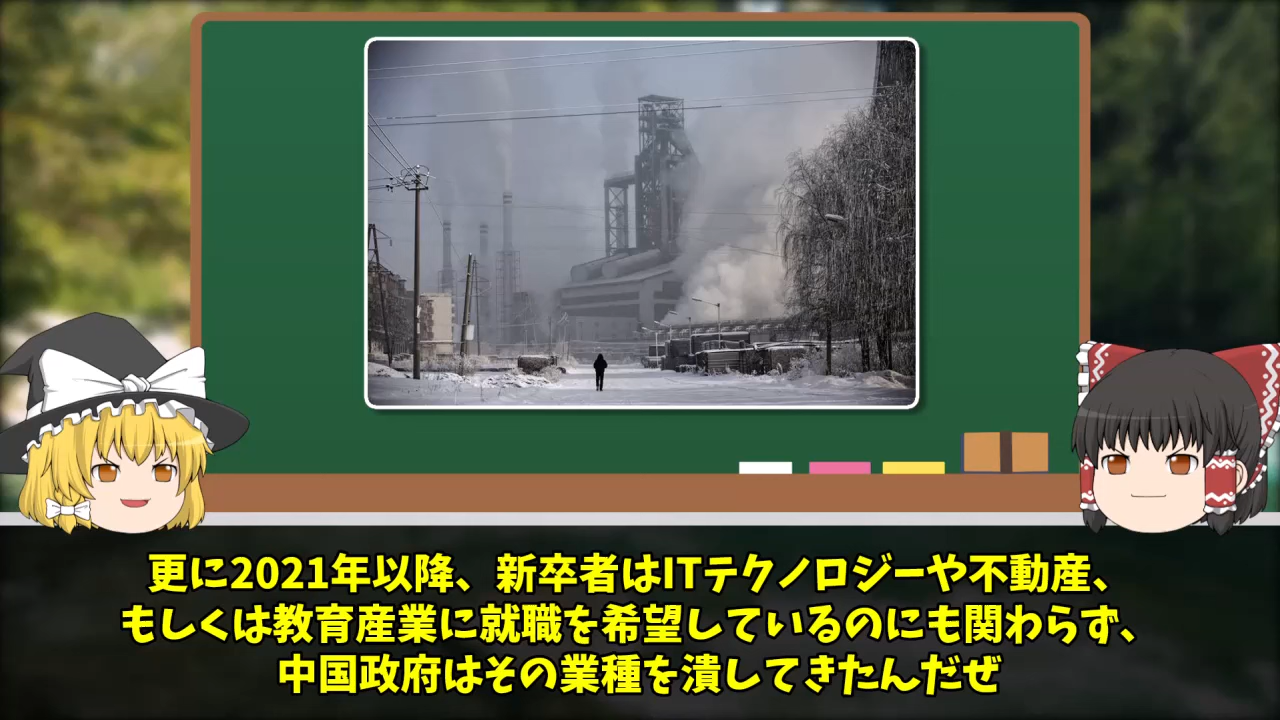 更に2021年以降、新卒者はITテクノロジーや不動産、
もしくは教育産業に就職を希望しているのにも関わらず、
中国政府はその業種を潰してきたんだぜ